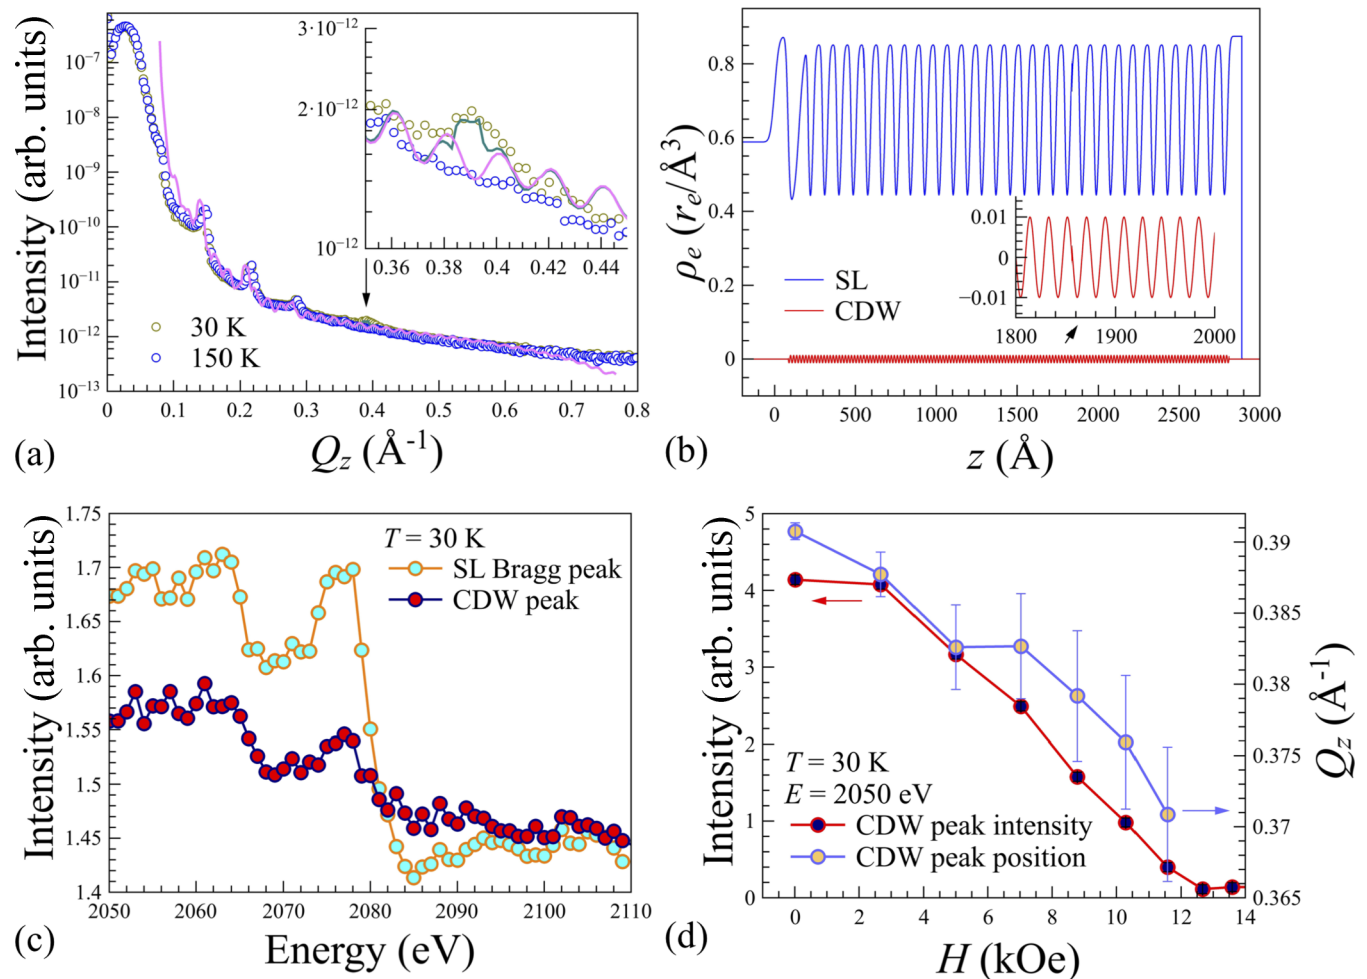 Intensity (arb. units)
10⁻⁷
10⁻⁸
10⁻⁹
10⁻¹⁰
10⁻¹¹
10⁻¹²
10⁻¹³
3·10⁻¹²
2·10⁻¹²
10⁻¹²
0.36 0.38 0.4 0.42 0.44
30 K
150 K
0 0.1 0.2 0.3 0.4 0.5 0.6 0.7 0.8
(a) Q_z (Å⁻¹)
ρ_e (r_e/Å³)
0.8
0.6
0.4
0.2
0
SL
CDW
0.01
0
−0.01
1800 1900 2000
0 500 1000 1500 2000 2500 3000
(b) z (Å)
Intensity (arb. units)
1.75
1.7
1.65
1.6
1.55
1.5
1.45
1.4
T = 30 K
SL Bragg peak
CDW peak
2050 2060 2070 2080 2090 2100 2110
(c) Energy (eV)
Intensity (arb. units)
5
4
3
2
1
0
T = 30 K
E = 2050 eV
CDW peak intensity
CDW peak position
0.39
0.385
0.38
0.375
0.37
0.365
Q_z (Å⁻¹)
0 2 4 6 8 10 12 14
(d) H (kOe)